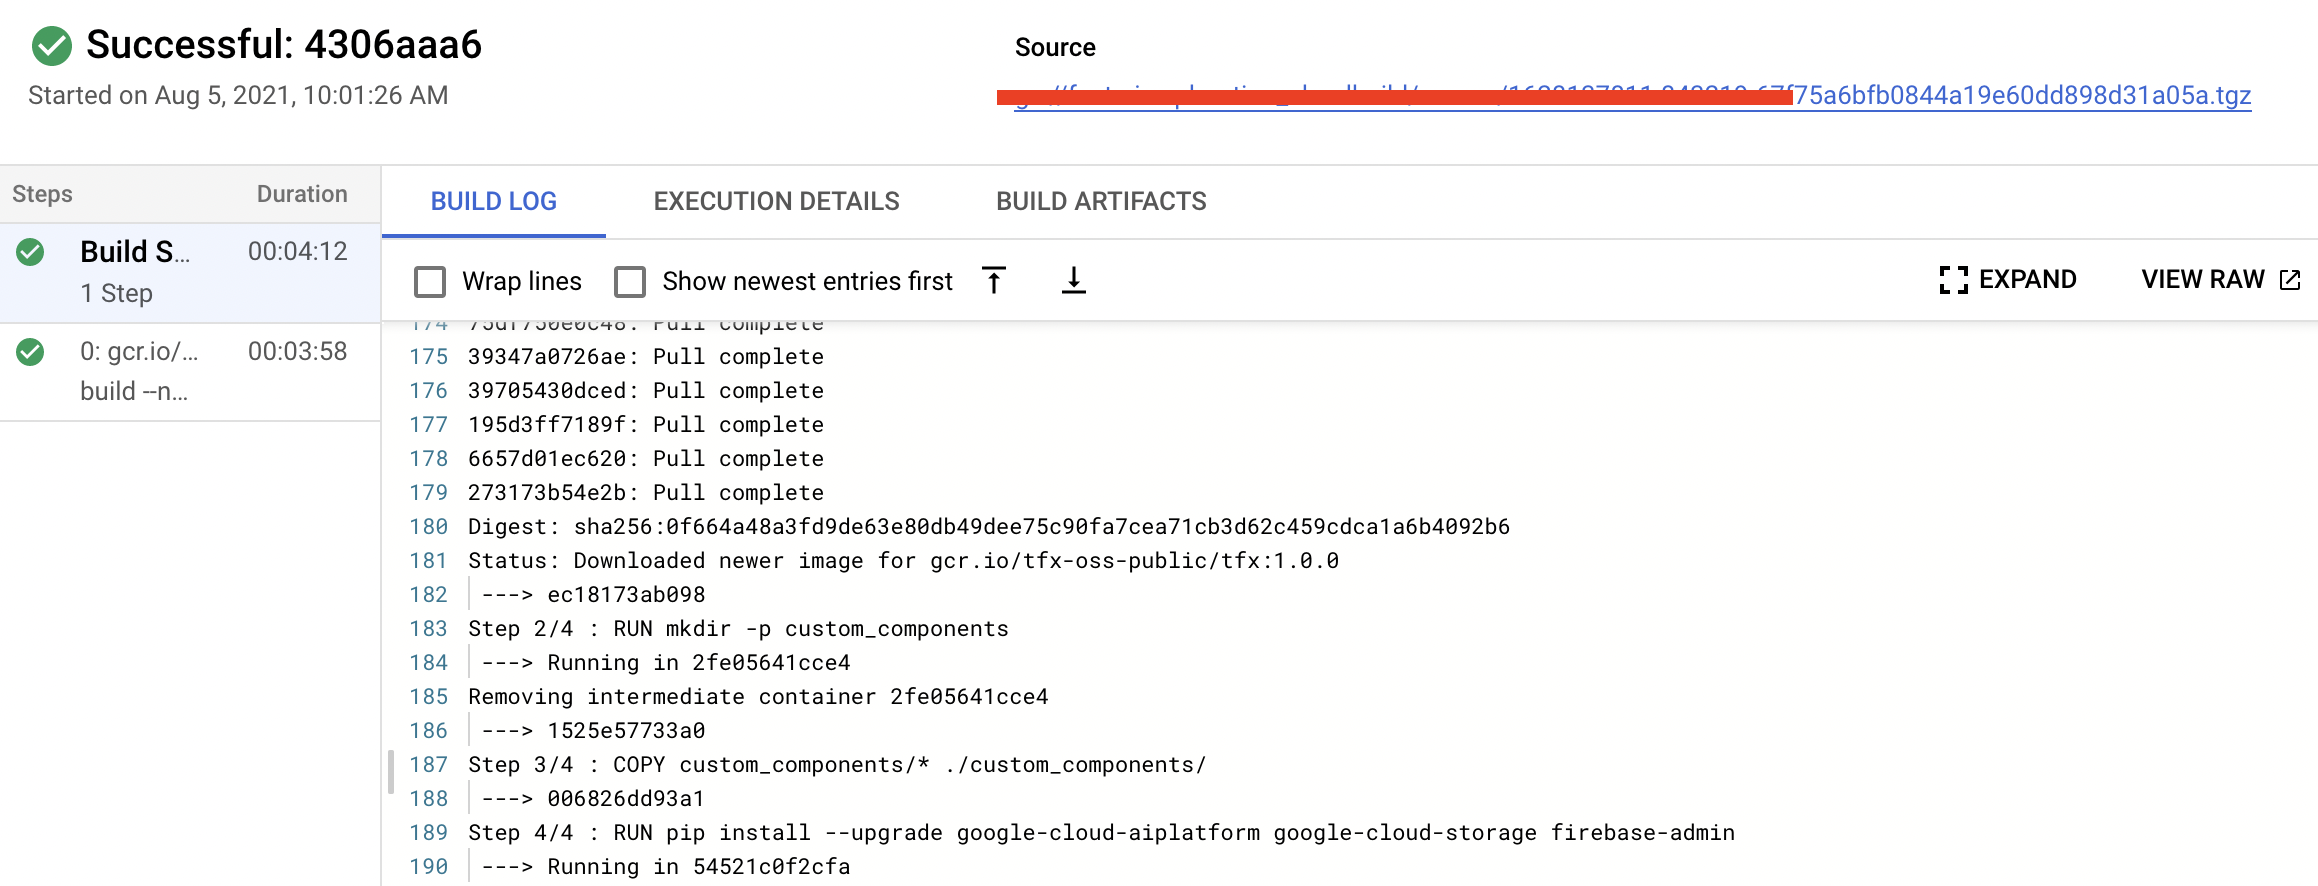 Successful: 4306aaa6
Started on Aug 5, 2021, 10:01:26 AM
Source
75a6bfb0844a19e60dd898d31a05a.tgz
Steps Duration
Build S... 00:04:12
1 Step
0: gcr.io/... 00:03:58
build --n...
BUILD LOG EXECUTION DETAILS BUILD ARTIFACTS
Wrap lines Show newest entries first EXPAND VIEW RAW
174 75df750e0c48: Pull complete
175 39347a0726ae: Pull complete
176 39705430dced: Pull complete
177 195d3ff7189f: Pull complete
178 6657d01ec620: Pull complete
179 273173b54e2b: Pull complete
180 Digest: sha256:0f664a48a3fd9de63e80db49dee75c90fa7cea71cb3d62c459cdca1a6b4092b6
181 Status: Downloaded newer image for gcr.io/tfx-oss-public/tfx:1.0.0
182 ---> ec18173ab098
183 Step 2/4 : RUN mkdir -p custom_components
184 ---> Running in 2fe05641cce4
185 Removing intermediate container 2fe05641cce4
186 ---> 1525e57733a0
187 Step 3/4 : COPY custom_components/* ./custom_components/
188 ---> 006826dd93a1
189 Step 4/4 : RUN pip install --upgrade google-cloud-aiplatform google-cloud-storage firebase-admin
190 ---> Running in 54521c0f2cfa